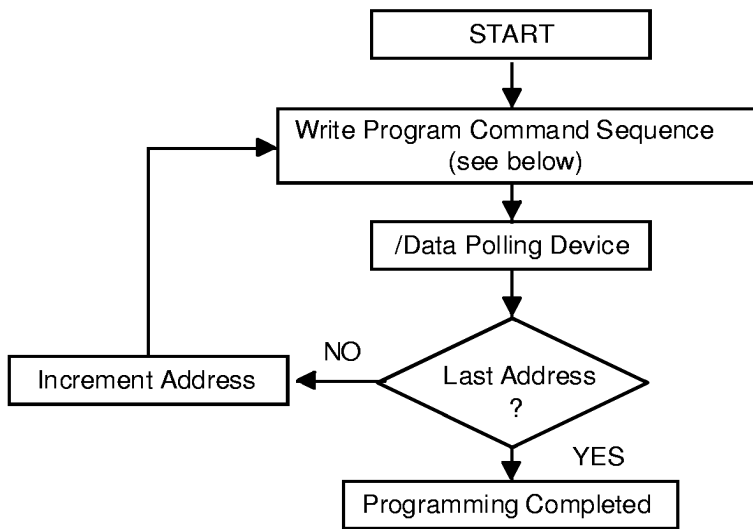 START
Write Program Command Sequence
(see below)
/Data Polling Device
NO
Increment Address
Last Address
?
YES
Programming Completed